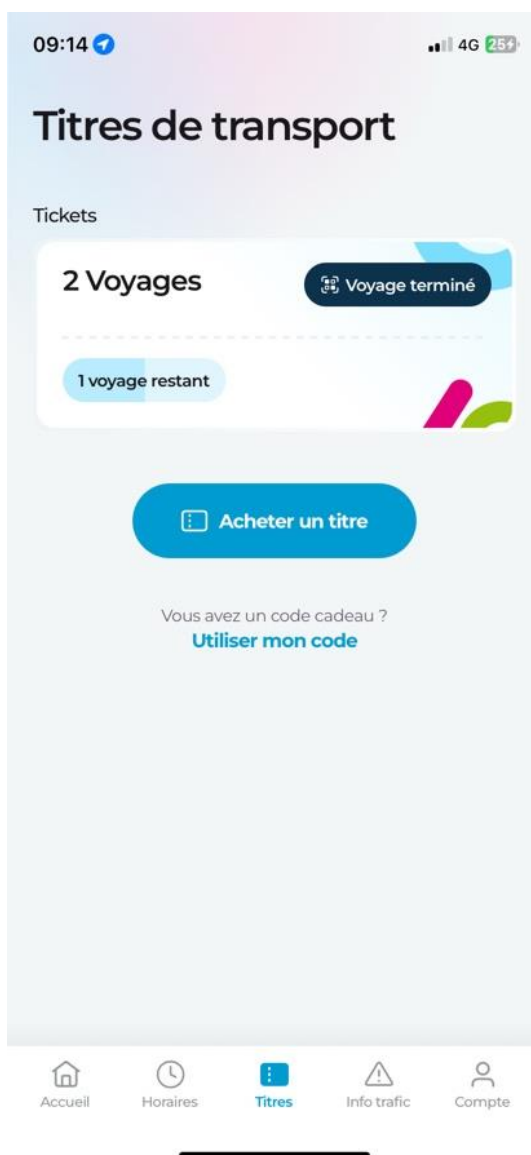 09:14 4G 25
Titres de transport
Tickets
2 Voyages Voyage terminé
1 voyage restant
Acheter un titre
Vous avez un code cadeau ?
Utiliser mon code
Accueil Horaires Titres Info trafic Compte